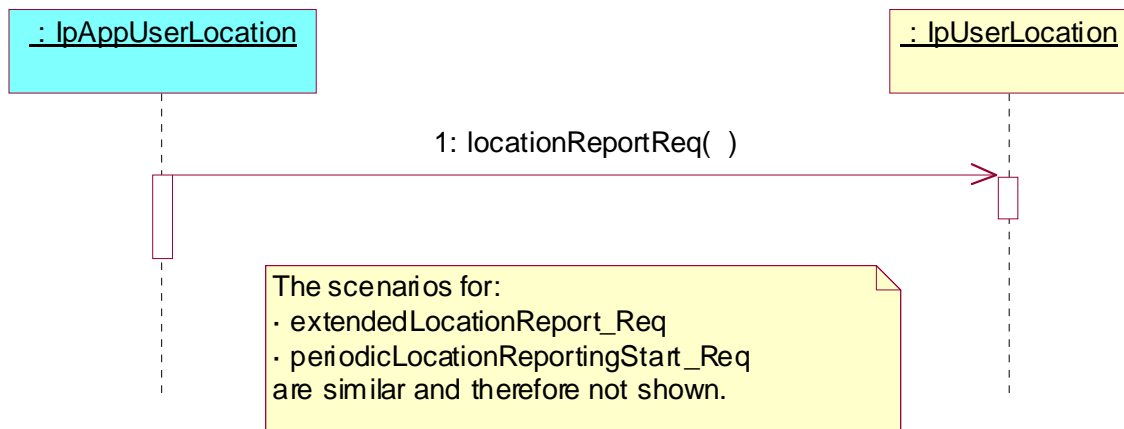 : IpAppUserLocation
: IpUserLocation
1: locationReportReq( )
The scenarios for:
· extendedLocationReport_Req
· periodicLocationReportingStart_Req
are similar and therefore not shown.